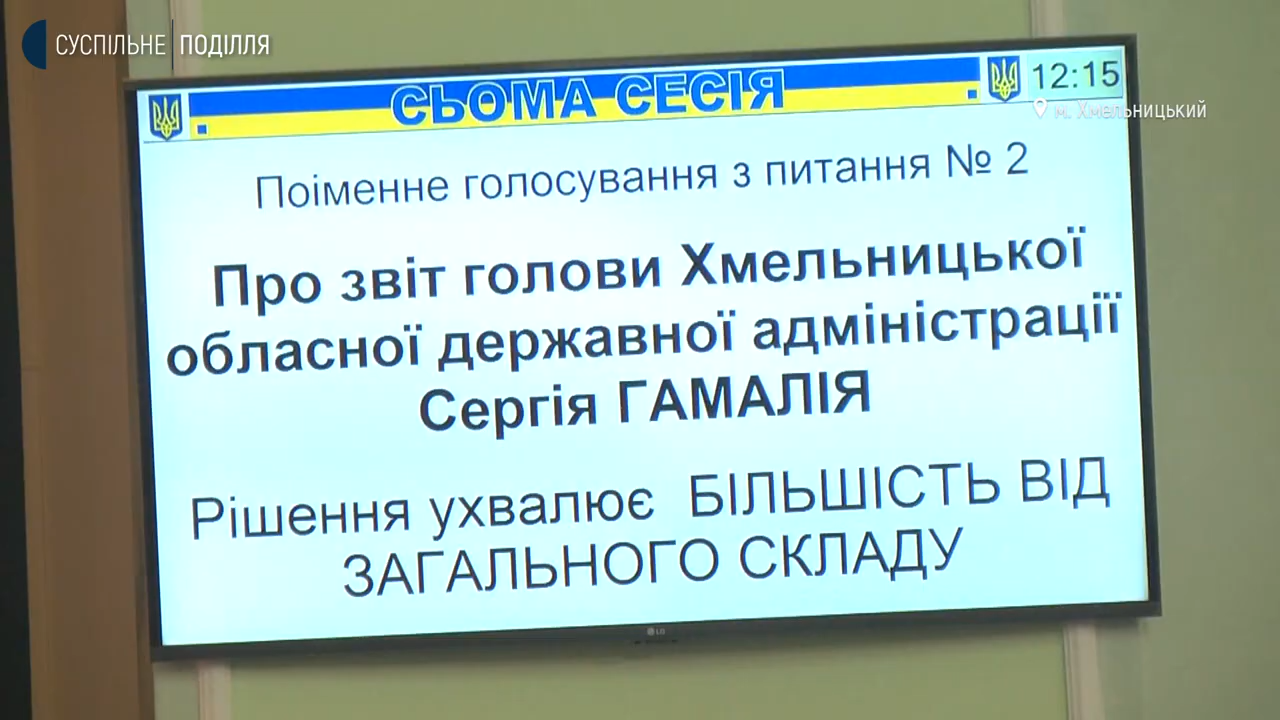 СУСПІЛЬНЕ ПОДІЛЛЯ
СЬОМА СЕСІЯ
12:15
м. Хмельницький
Поіменне голосування з питання № 2
Про звіт голови Хмельницької
обласної державної адміністрації
Сергія ГАМАЛІЯ
Рішення ухвалює БІЛЬШІСТЬ ВІД
ЗАГАЛЬНОГО СКЛАДУ
LG